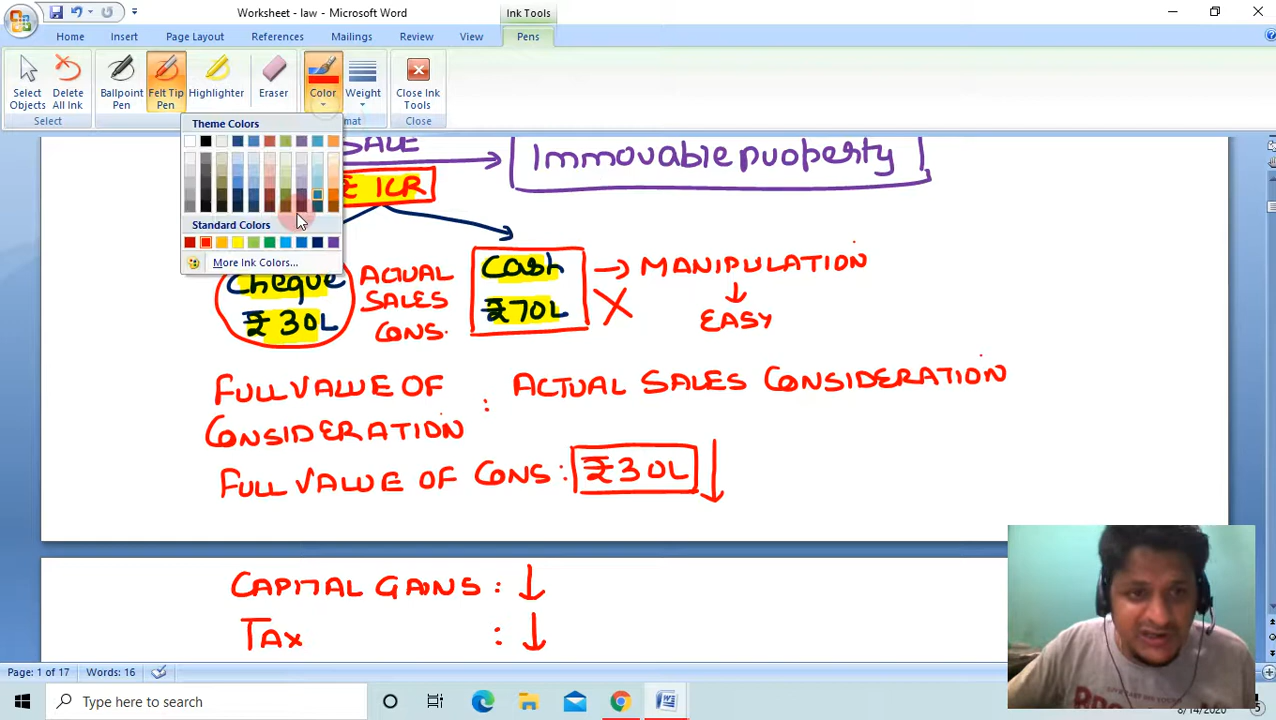 Worksheet - law - Microsoft Word
Ink Tools
Home Insert Page Layout References Mailings Review View Pens
Select Objects
Delete All Ink
Ballpoint Pen
Felt Tip Pen
Highlighter
Eraser
Color
Weight
Close Ink Tools
Select
Close
Theme Colors
Standard Colors
More Ink Colors...
SALE → Immovable property
₹ 1CR
Cheque
₹ 30L
ACTUAL
SALES
CONS.
Cash
₹70L
→ MANIPULATION
↓
EASY
X
FULL VALUE OF
CONSIDERATION
:
ACTUAL SALES CONSIDERATION
FULL VALUE OF CONS: ₹30L ↓
CAPITAL GAINS : ↓
TAX : ↓
Page: 1 of 17
Words: 16
Type here to search
8/14/2020